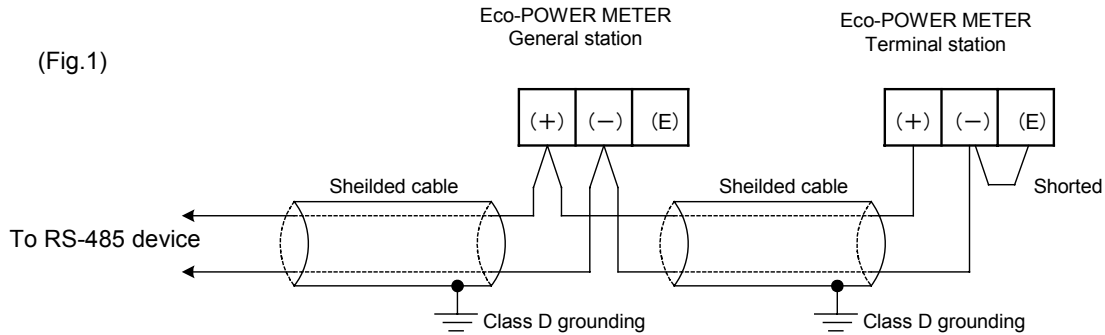 Eco-POWER METER
General station
Eco-POWER METER
Terminal station
(Fig.1)
(+) (−) (E)
(+) (−) (E)
Sheilded cable
Sheilded cable
Shorted
To RS-485 device
Class D grounding
Class D grounding